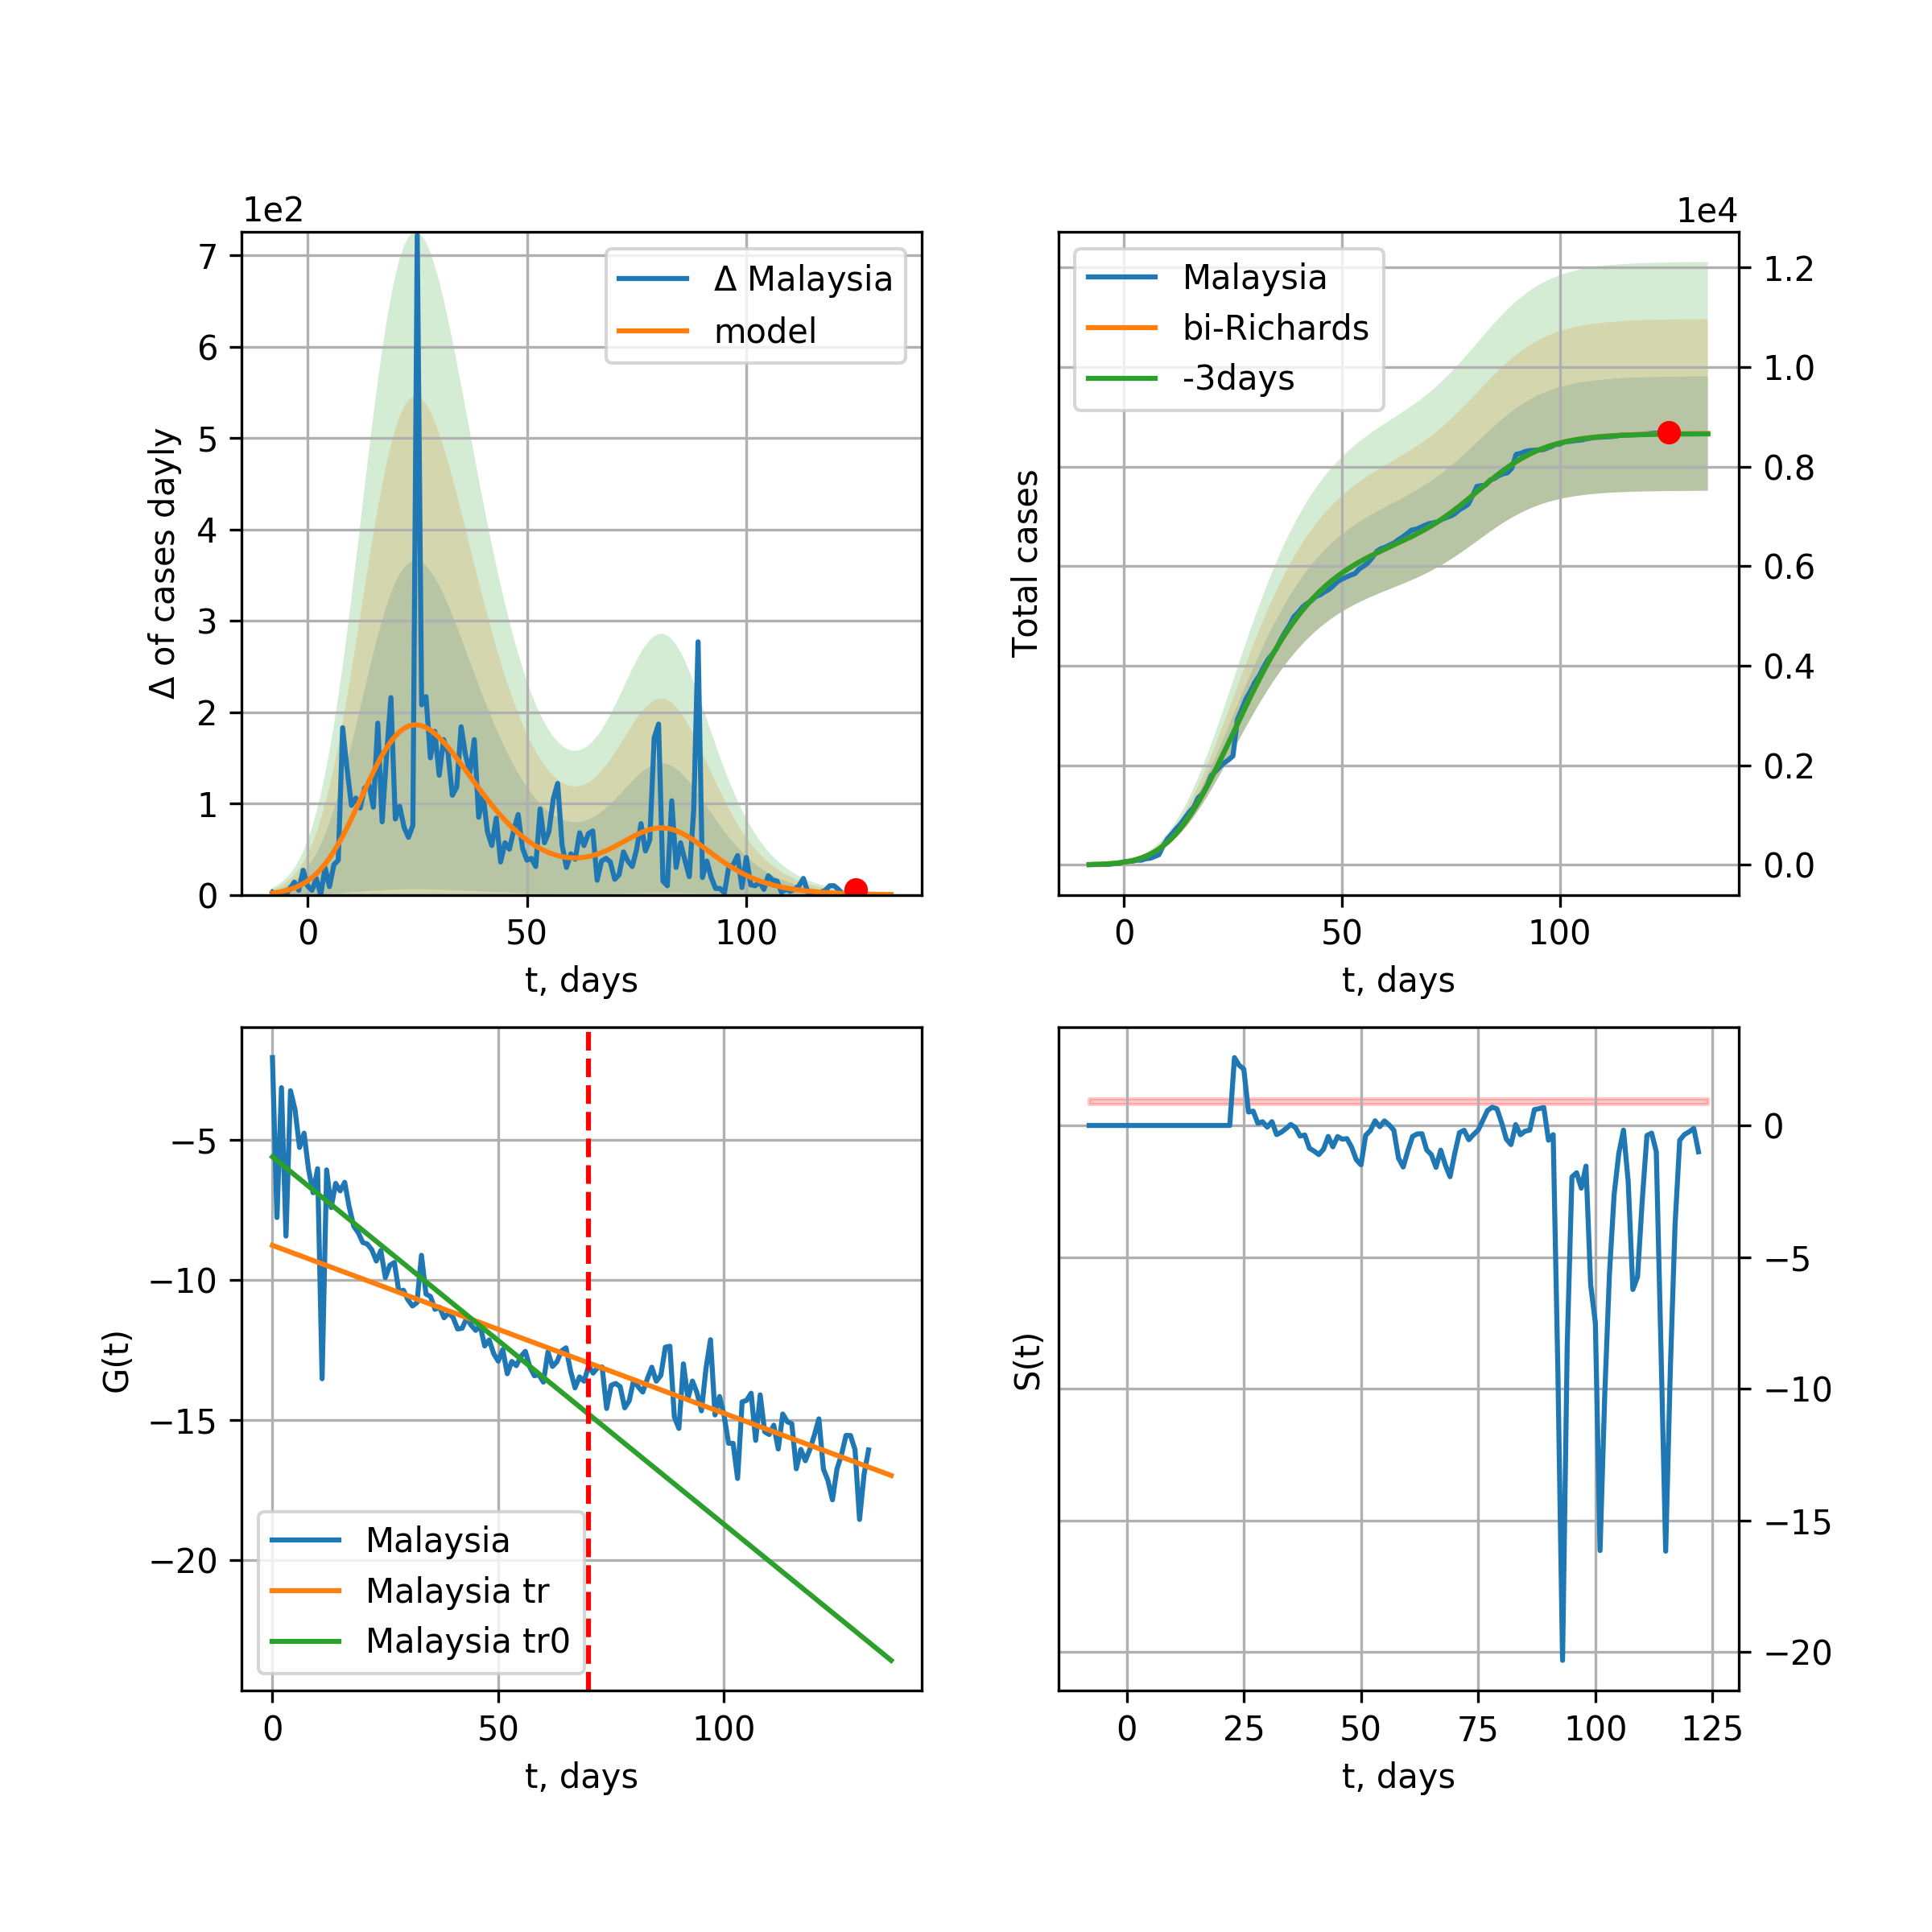 1e2
7
6
5
4
3
2
1
0
Δ of cases dayly
Δ Malaysia
model
0
50
100
t, days
1e4
Malaysia
bi-Richards
-3days
Total cases
1.2
1.0
0.8
0.6
0.4
0.2
0.0
0
50
100
t, days
G(t)
−5
−10
−15
−20
Malaysia
Malaysia tr
Malaysia tr0
0
50
100
t, days
S(t)
0
−5
−10
−15
−20
0
25
50
75
100
125
t, days